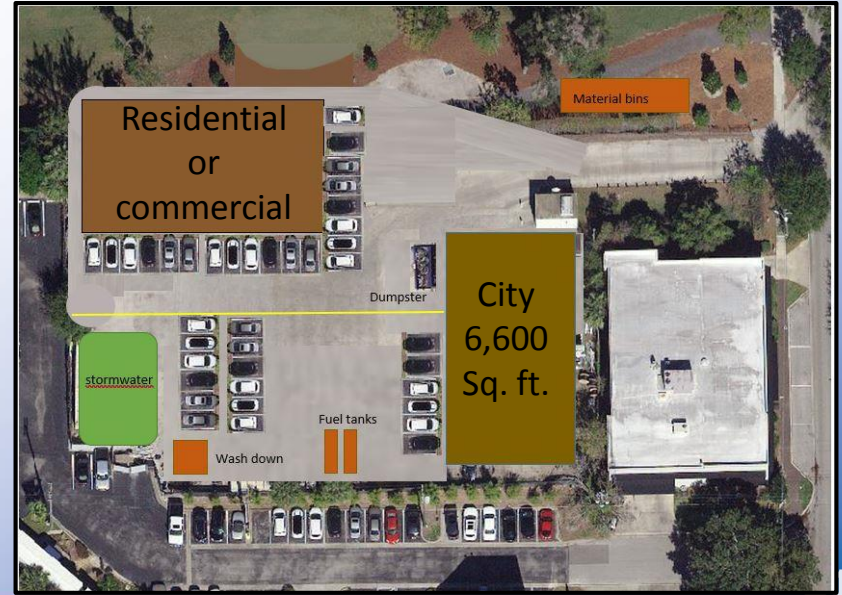 Residential
or
commercial
Material bins
Dumpster
City
6,600
Sq. ft.
stormwater
Fuel tanks
Wash down